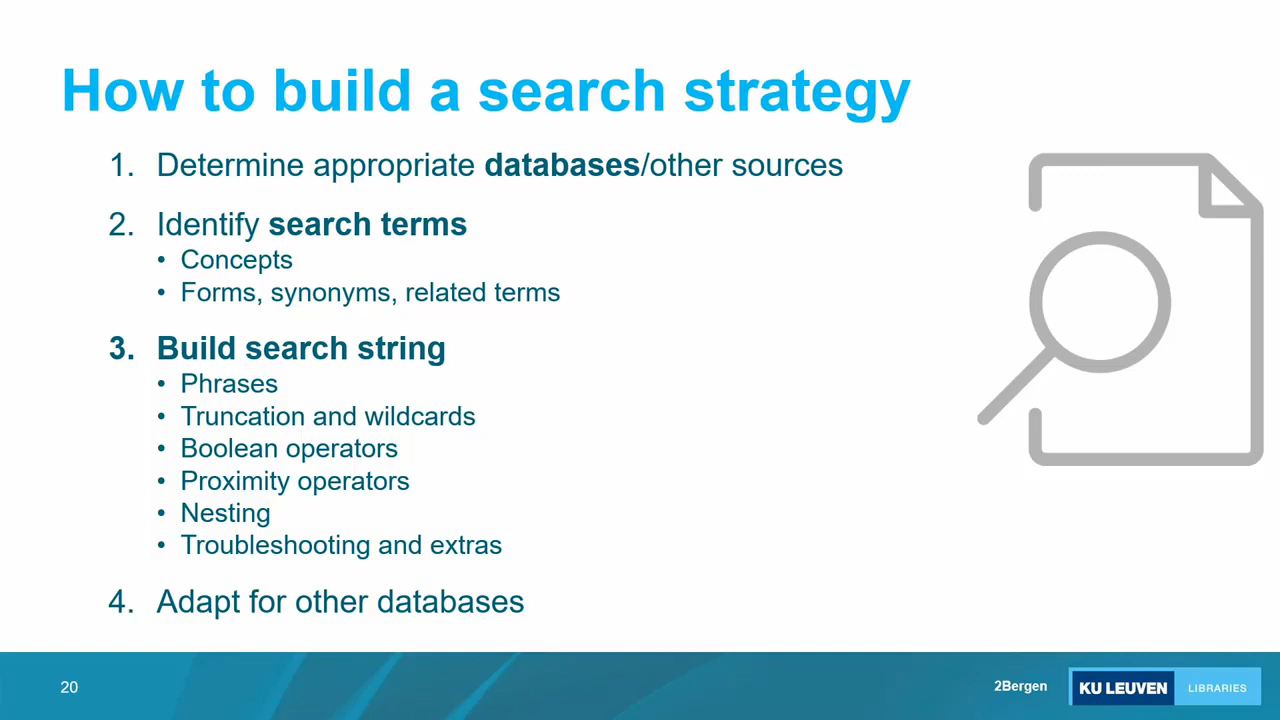 How to build a search strategy
1. Determine appropriate databases/other sources
2. Identify search terms
• Concepts
• Forms, synonyms, related terms
3. Build search string
• Phrases
• Truncation and wildcards
• Boolean operators
• Proximity operators
• Nesting
• Troubleshooting and extras
4. Adapt for other databases
20
2Bergen
KU LEUVEN LIBRARIES